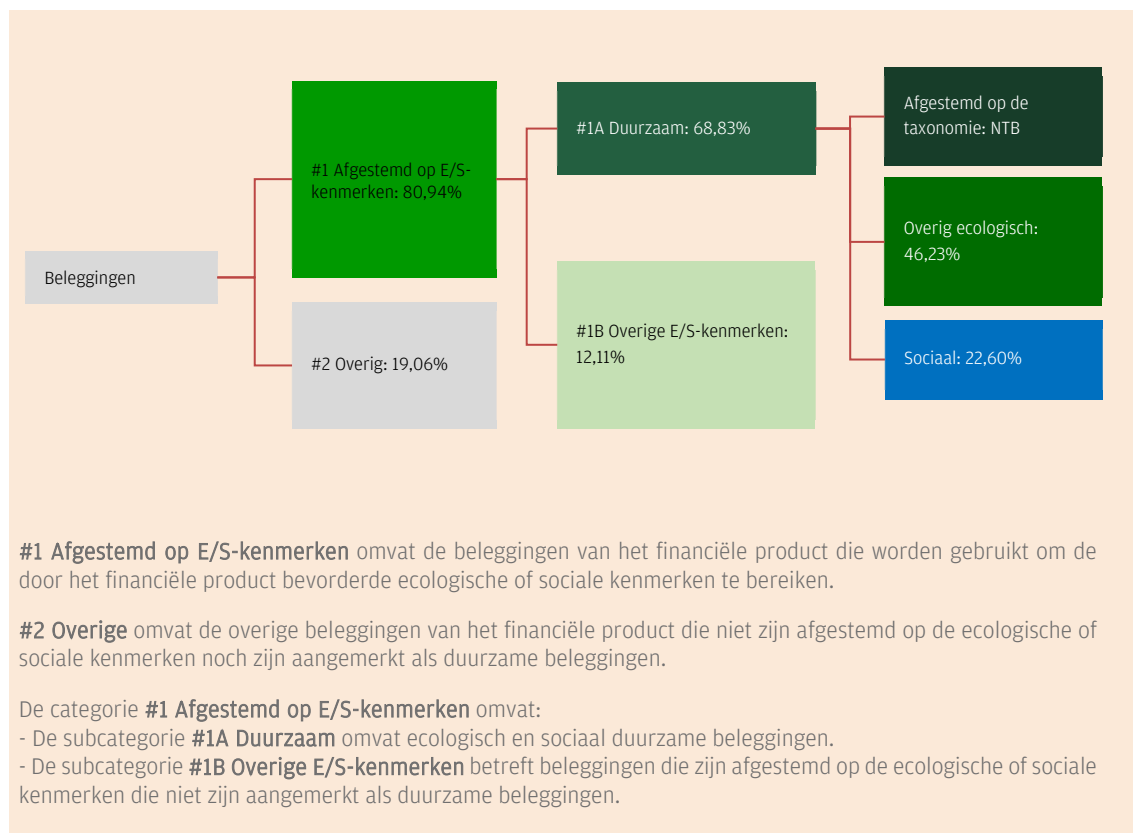 Beleggingen
#1 Afgestemd op E/S-
kenmerken: 80,94%
#2 Overig: 19,06%
#1A Duurzaam: 68,83%
#1B Overige E/S-kenmerken:
12,11%
Afgestemd op de
taxonomie: NTB
Overig ecologisch:
46,23%
Sociaal: 22,60%
#1 Afgestemd op E/S-kenmerken omvat de beleggingen van het financiële product die worden gebruikt om de
door het financiële product bevorderde ecologische of sociale kenmerken te bereiken.
#2 Overige omvat de overige beleggingen van het financiële product die niet zijn afgestemd op de ecologische of
sociale kenmerken noch zijn aangemerkt als duurzame beleggingen.
De categorie #1 Afgestemd op E/S-kenmerken omvat:
- De subcategorie #1A Duurzaam omvat ecologisch en sociaal duurzame beleggingen.
- De subcategorie #1B Overige E/S-kenmerken betreft beleggingen die zijn afgestemd op de ecologische of sociale
kenmerken die niet zijn aangemerkt als duurzame beleggingen.